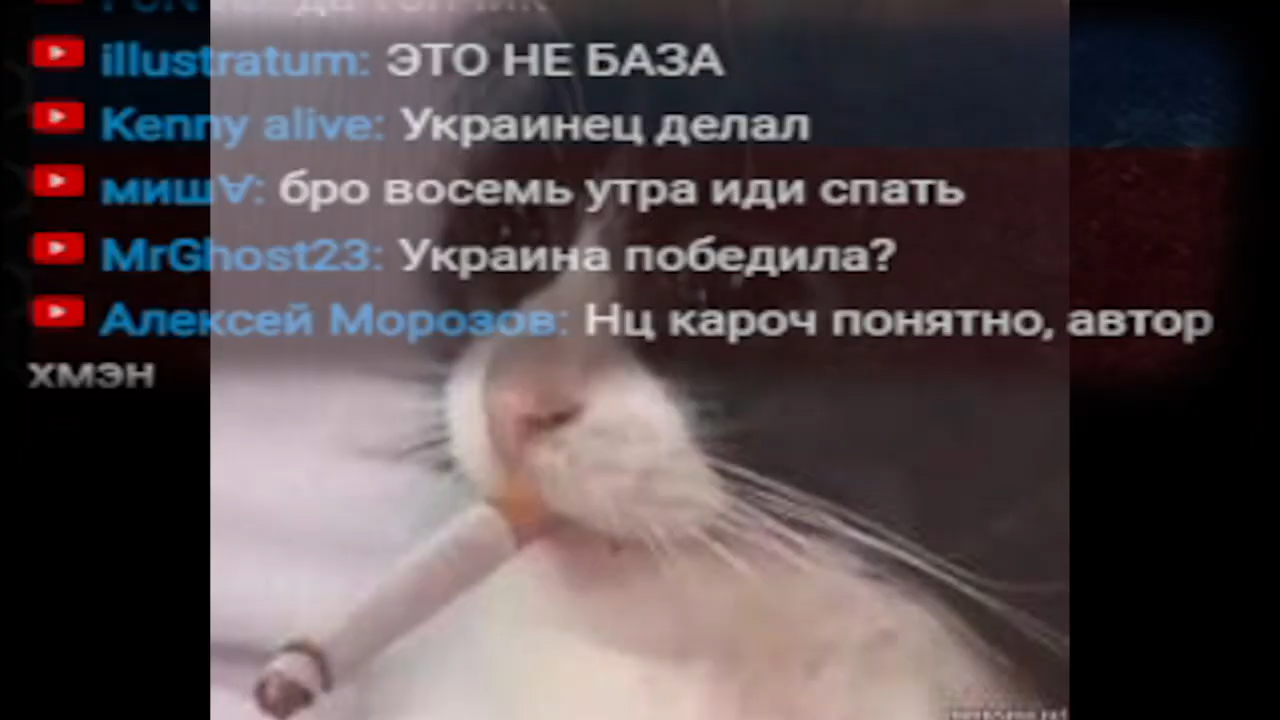 illustratum: ЭТО НЕ БАЗА
Kenny alive: Украинец делал
миш∀: бро восемь утра иди спать
MrGhost23: Украина победила?
Алексей Морозов: Нц кароч понятно, автор
хмэн